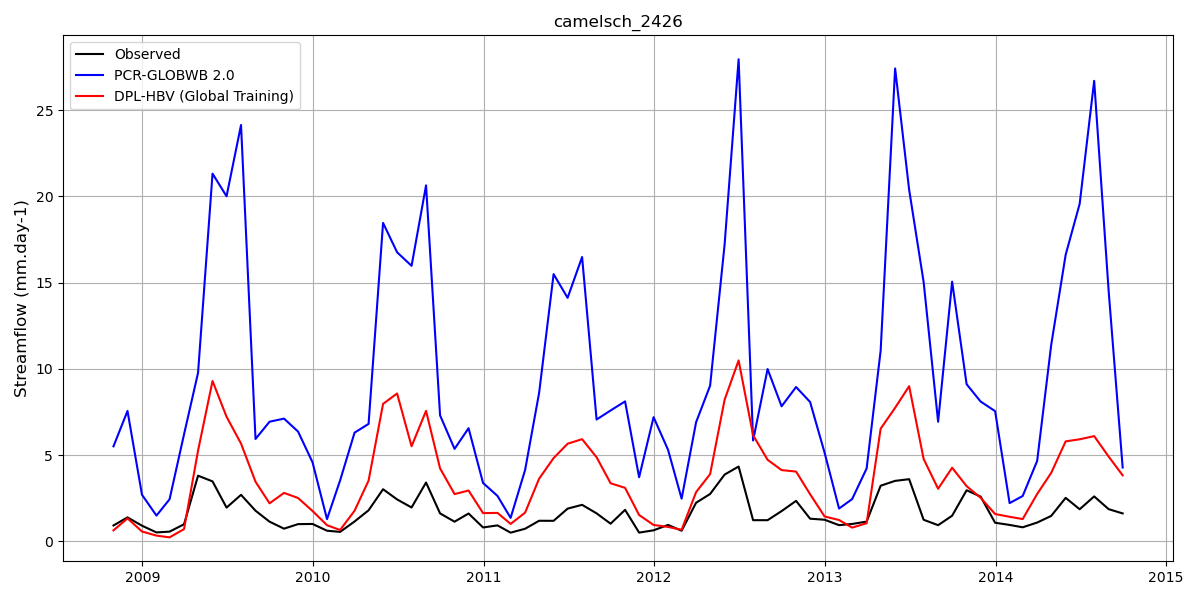 camelsch_2426
Observed
PCR-GLOBWB 2.0
DPL-HBV (Global Training)
Streamflow (mm.day-1)
25
20
15
10
5
0
2009
2010
2011
2012
2013
2014
2015